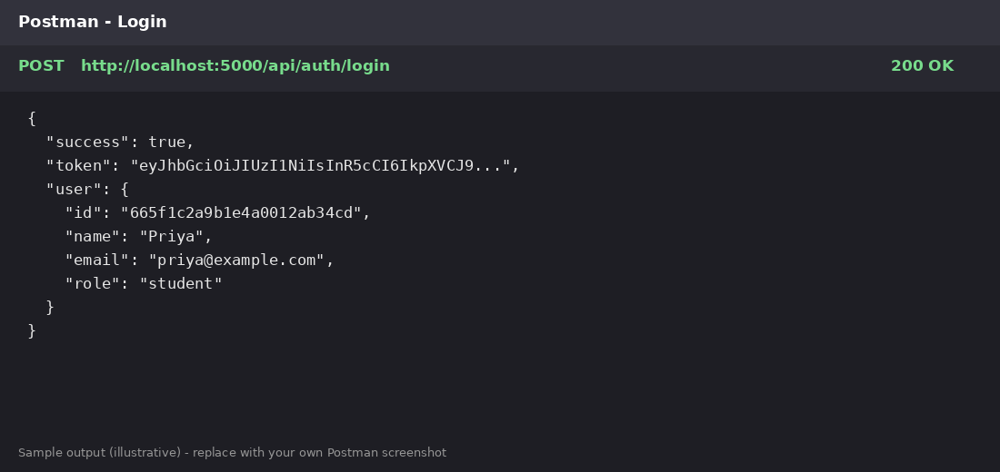 Postman - Login
POST http://localhost:5000/api/auth/login 200 OK
{
  "success": true,
  "token": "eyJhbGciOiJIUzI1NiIsInR5cCI6IkpXVCJ9...",
  "user": {
    "id": "665f1c2a9b1e4a0012ab34cd",
    "name": "Priya",
    "email": "priya@example.com",
    "role": "student"
  }
}
Sample output (illustrative) - replace with your own Postman screenshot